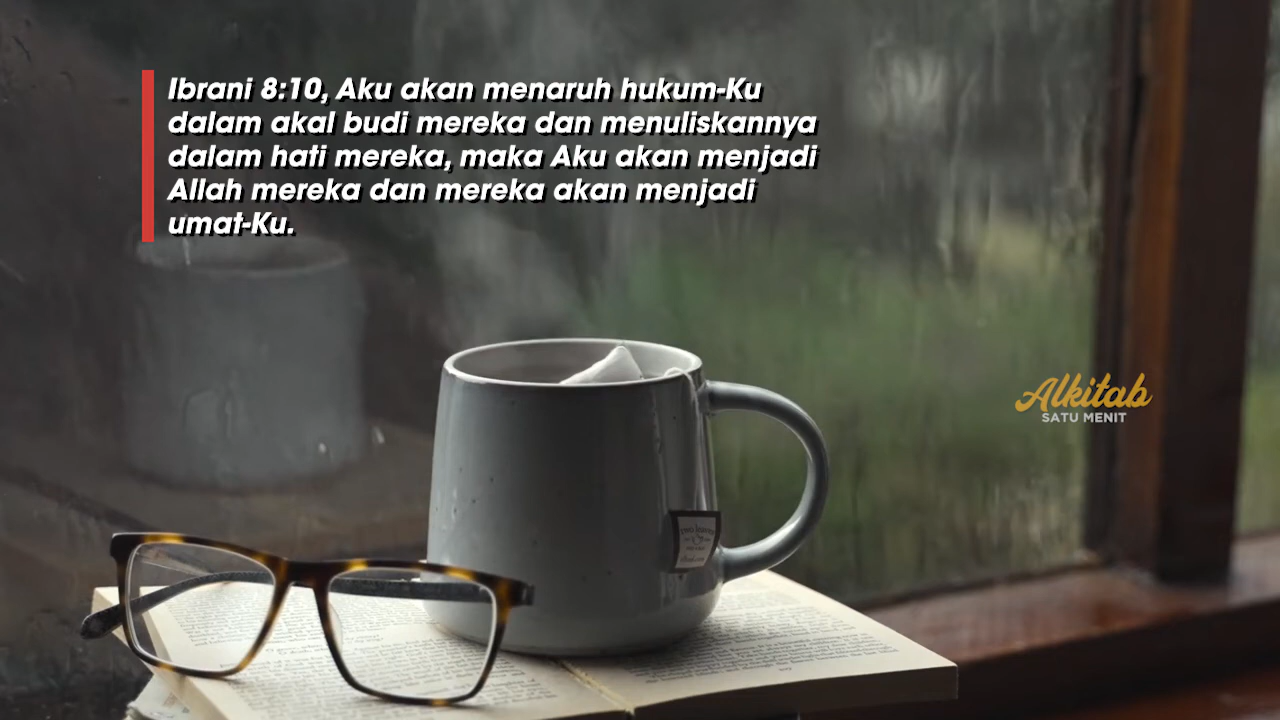 Ibrani 8:10, Aku akan menaruh hukum-Ku
dalam akal budi mereka dan menuliskannya
dalam hati mereka, maka Aku akan menjadi
Allah mereka dan mereka akan menjadi
umat-Ku.
Alkitab
SATU MENIT